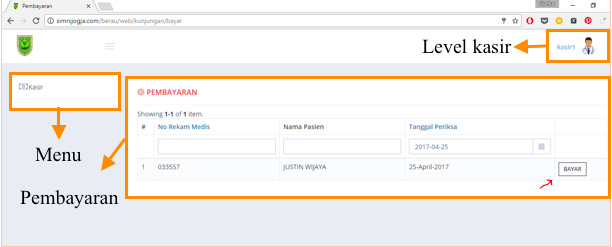 Pembayaran
simrsjogja.com/berau/web/kunjungan/bayar
Level kasir
kasir1
Kasir
PEMBAYARAN
Showing 1-1 of 1 item.
# No Rekam Medis Nama Pasien Tanggal Periksa
2017-04-25
1 033557 JUSTIN WIJAYA 25-April-2017 BAYAR
Menu
Pembayaran